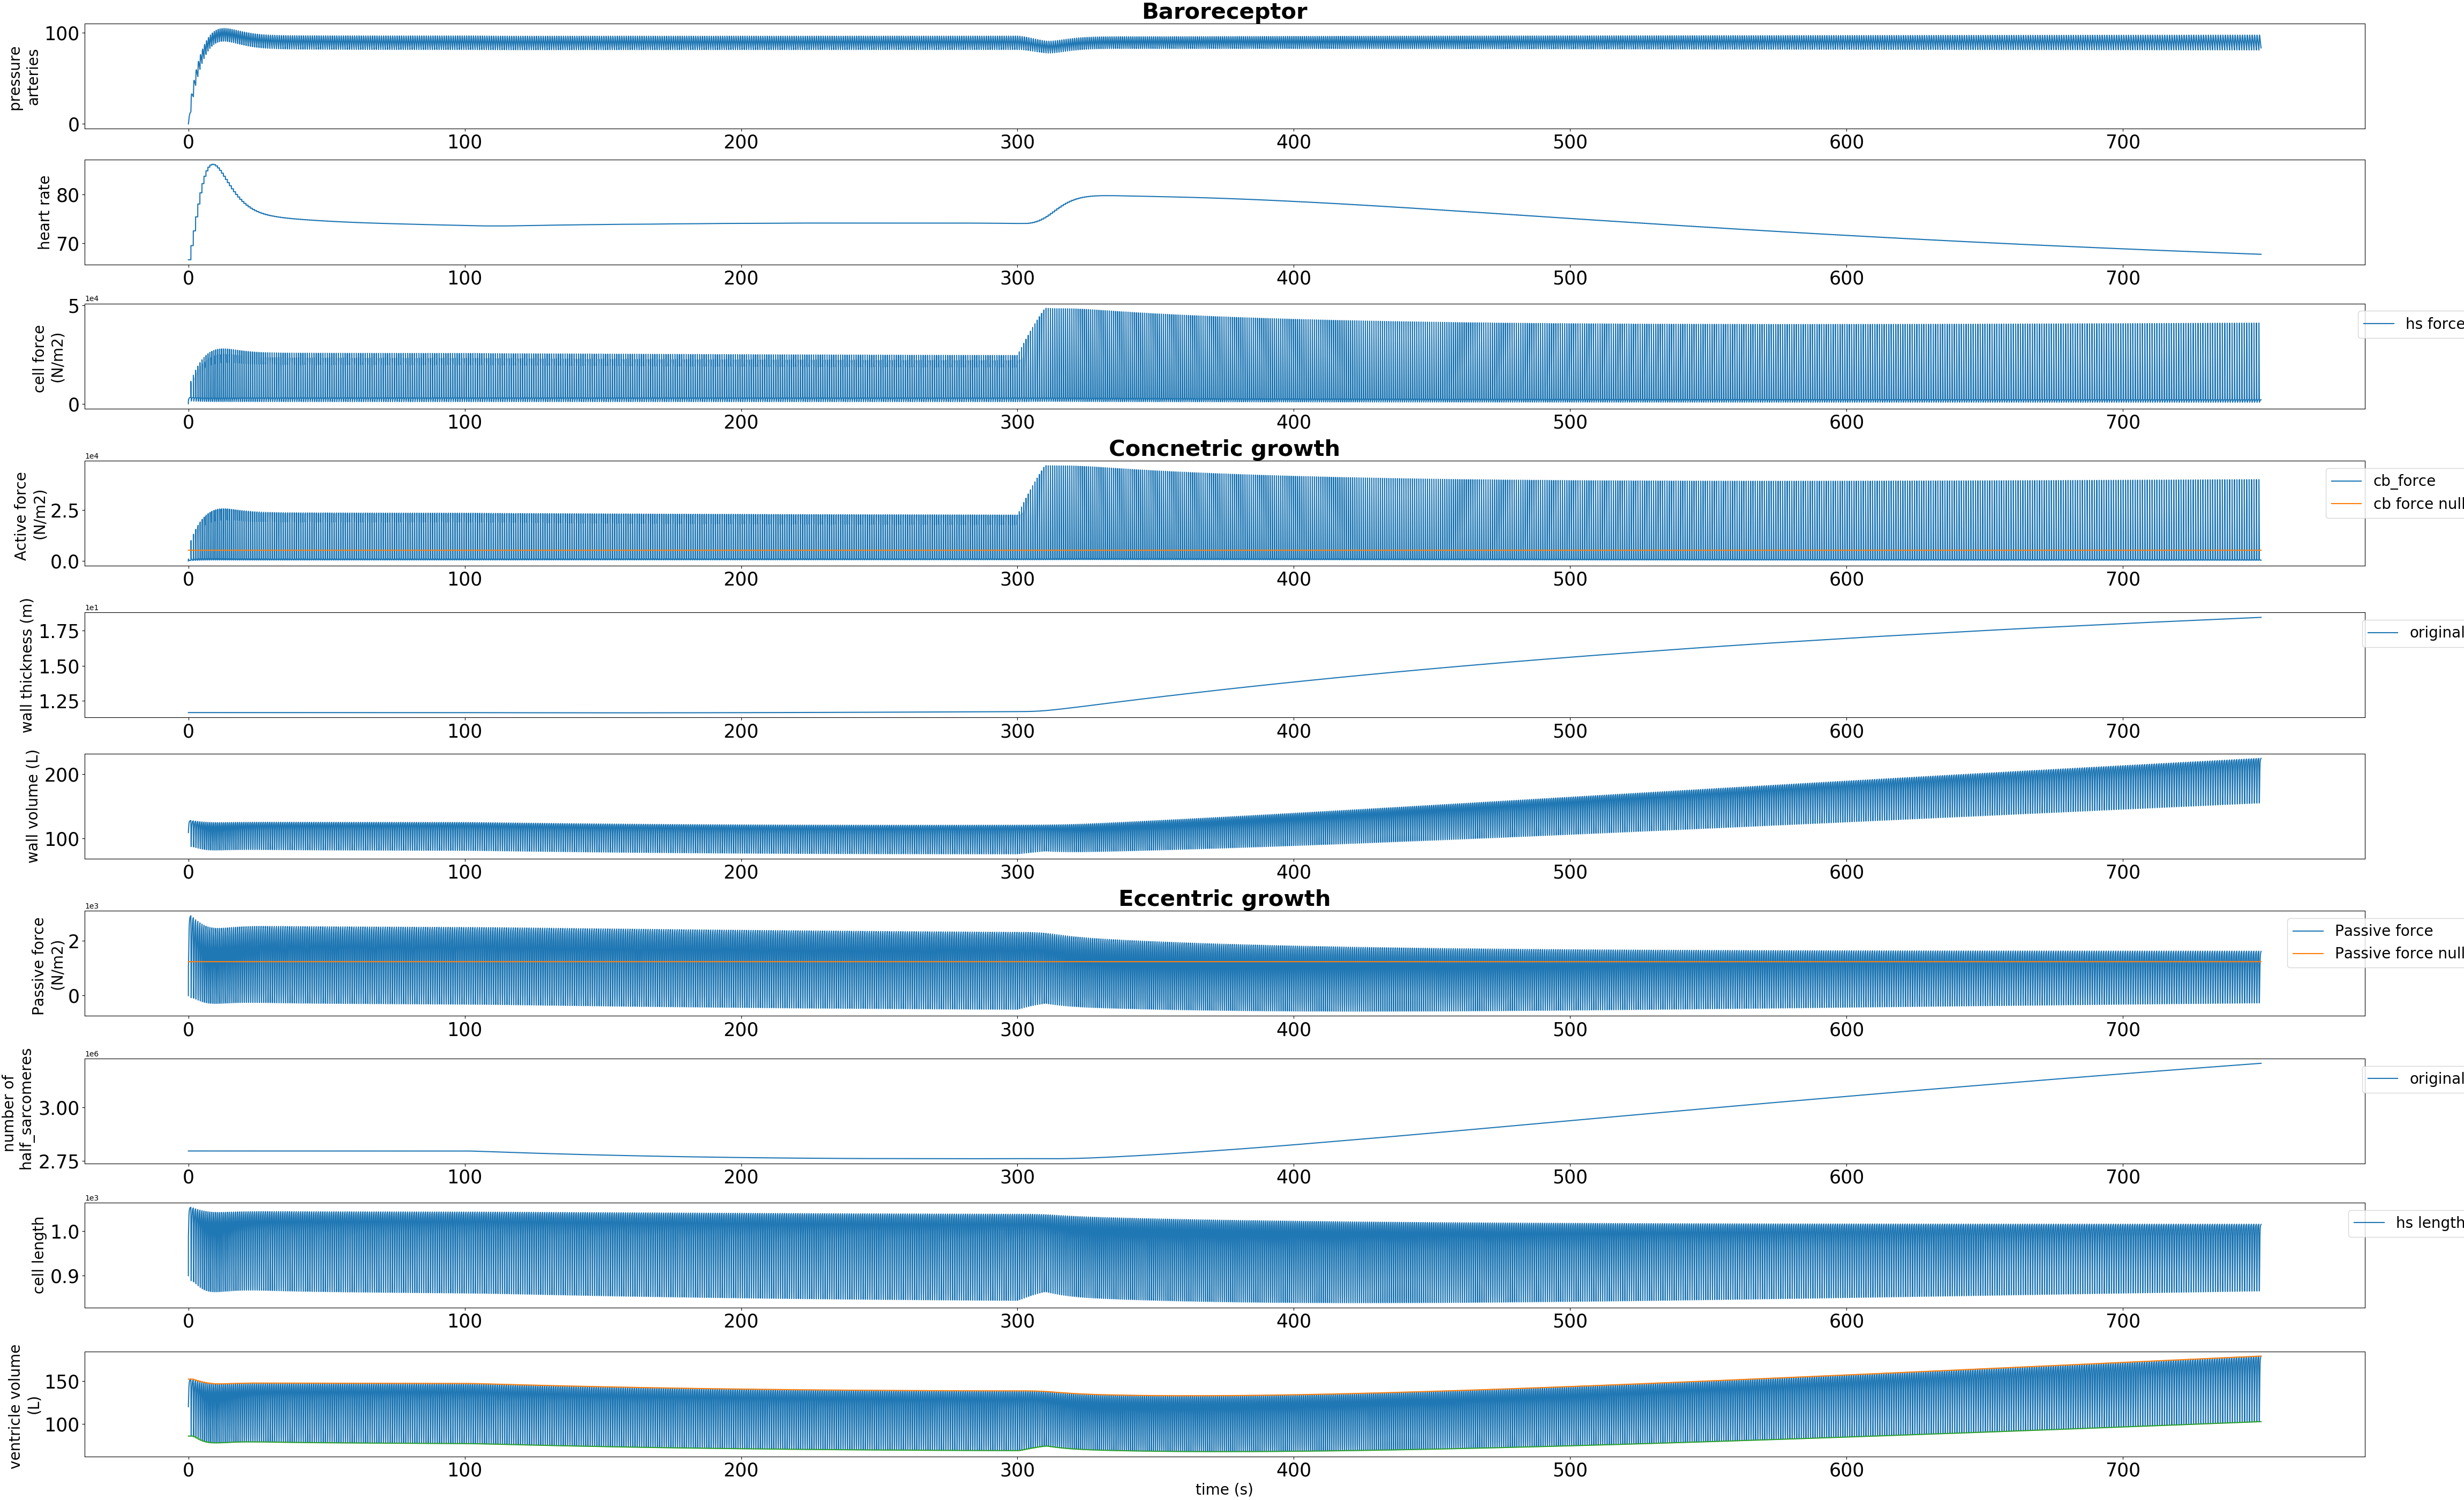 Baroreceptor
pressure
arteries
100
0
0 100 200 300 400 500 600 700
heart rate
80
70
0 100 200 300 400 500 600 700
1e4
cell force
(N/m2)
5
0
hs force
0 100 200 300 400 500 600 700
Concnetric growth
1e4
Active force
(N/m2)
2.5
0.0
cb_force
cb force null
0 100 200 300 400 500 600 700
1e1
wall thickness (m)
1.75
1.50
1.25
original
0 100 200 300 400 500 600 700
wall volume (L)
200
100
0 100 200 300 400 500 600 700
Eccentric growth
1e3
Passive force
(N/m2)
2
0
Passive force
Passive force null
0 100 200 300 400 500 600 700
1e6
number of
half_sarcomeres
3.00
2.75
original
0 100 200 300 400 500 600 700
1e3
cell length
1.0
0.9
hs length
0 100 200 300 400 500 600 700
ventricle volume
(L)
150
100
0 100 200 300 400 500 600 700
time (s)